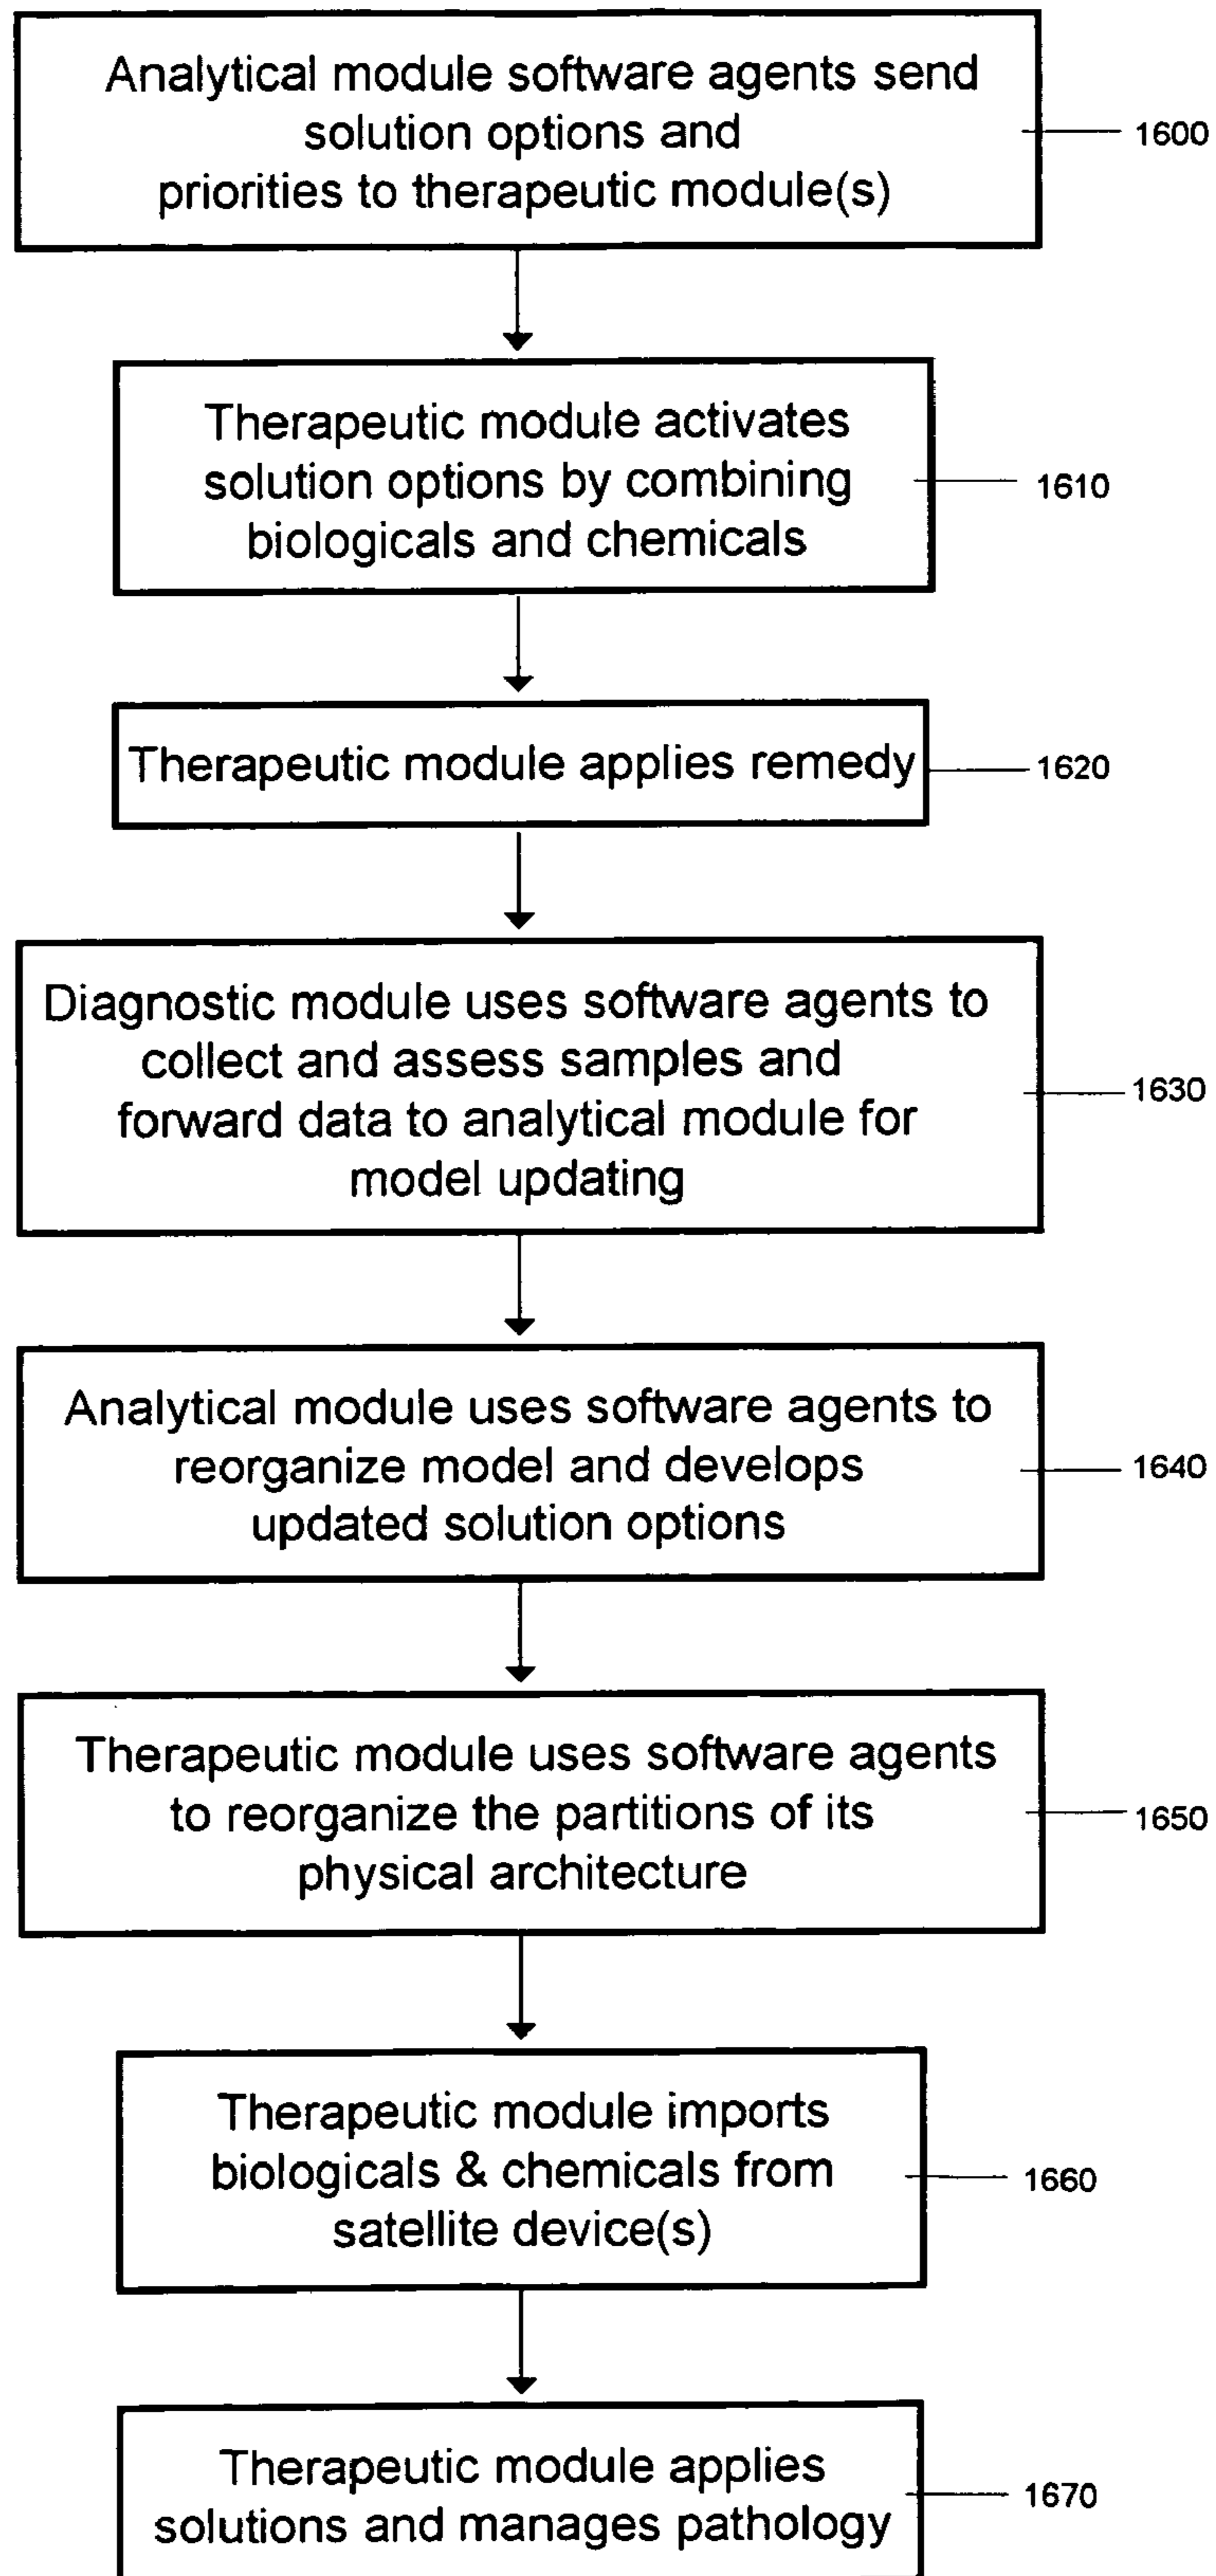 Analytical module software agents send
solution options and
priorities to therapeutic module(s)
1600
Therapeutic module activates
solution options by combining
biologicals and chemicals
1610
Therapeutic module applies remedy
1620
Diagnostic module uses software agents to
collect and assess samples and
forward data to analytical module for
model updating
1630
Analytical module uses software agents to
reorganize model and develops
updated solution options
1640
Therapeutic module uses software agents
to reorganize the partitions of its
physical architecture
1650
Therapeutic module imports
biologicals & chemicals from
satellite device(s)
1660
Therapeutic module applies
solutions and manages pathology
1670